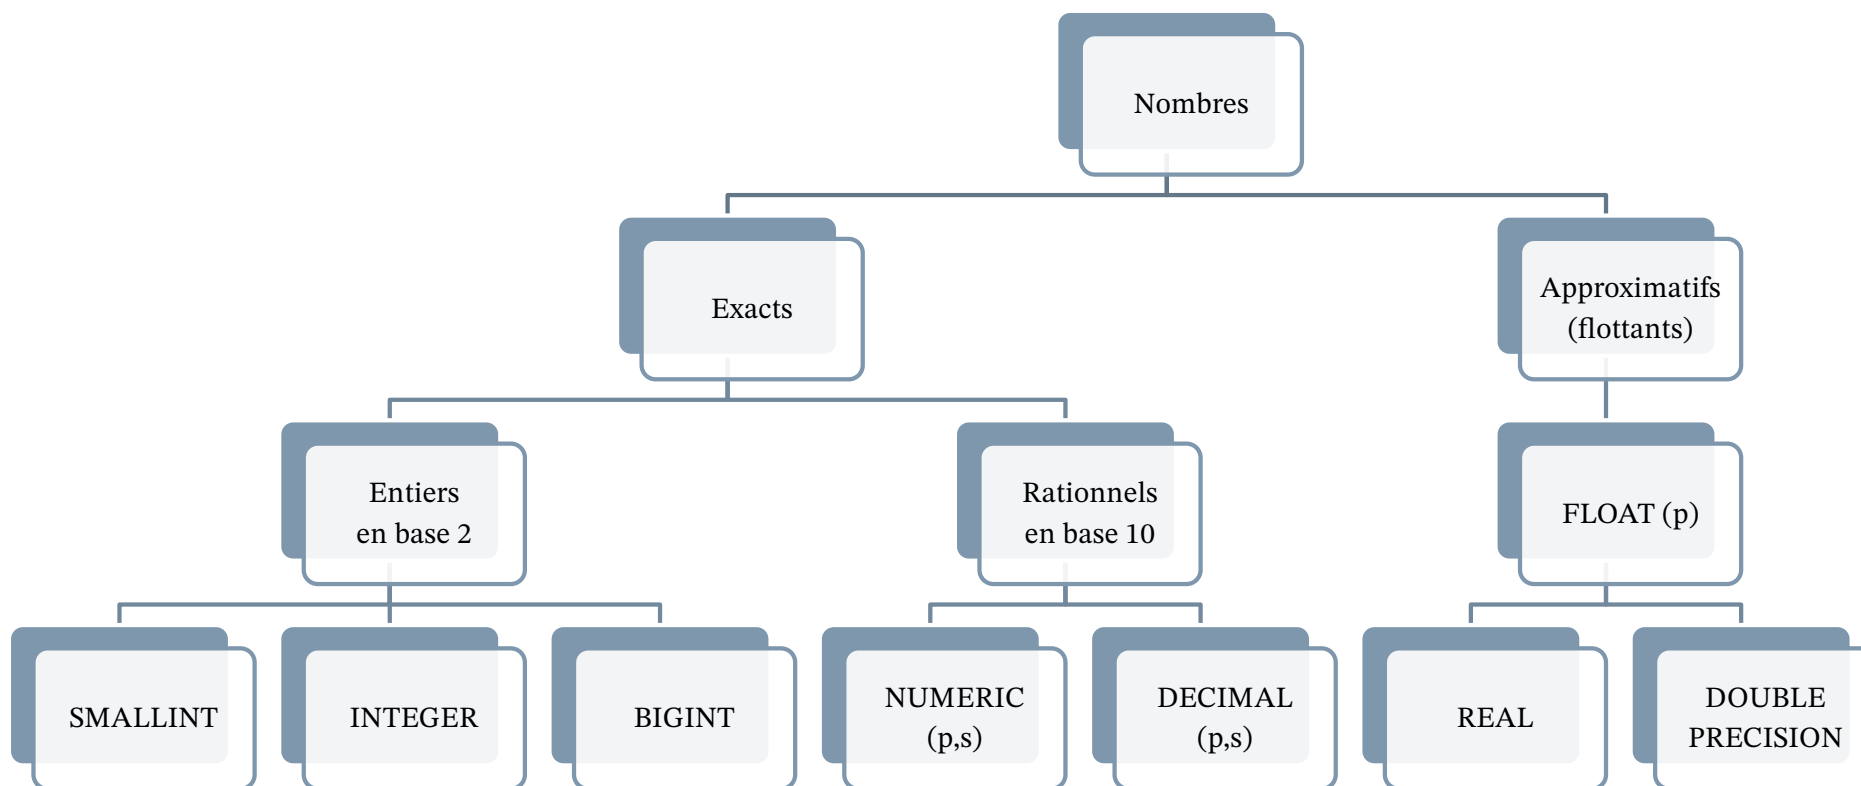 Nombres
Exacts
Approximatifs
(flottants)
Entiers
en base 2
Rationnels
en base 10
FLOAT (p)
SMALLINT
INTEGER
BIGINT
NUMERIC
(p,s)
DECIMAL
(p,s)
REAL
DOUBLE
PRECISION